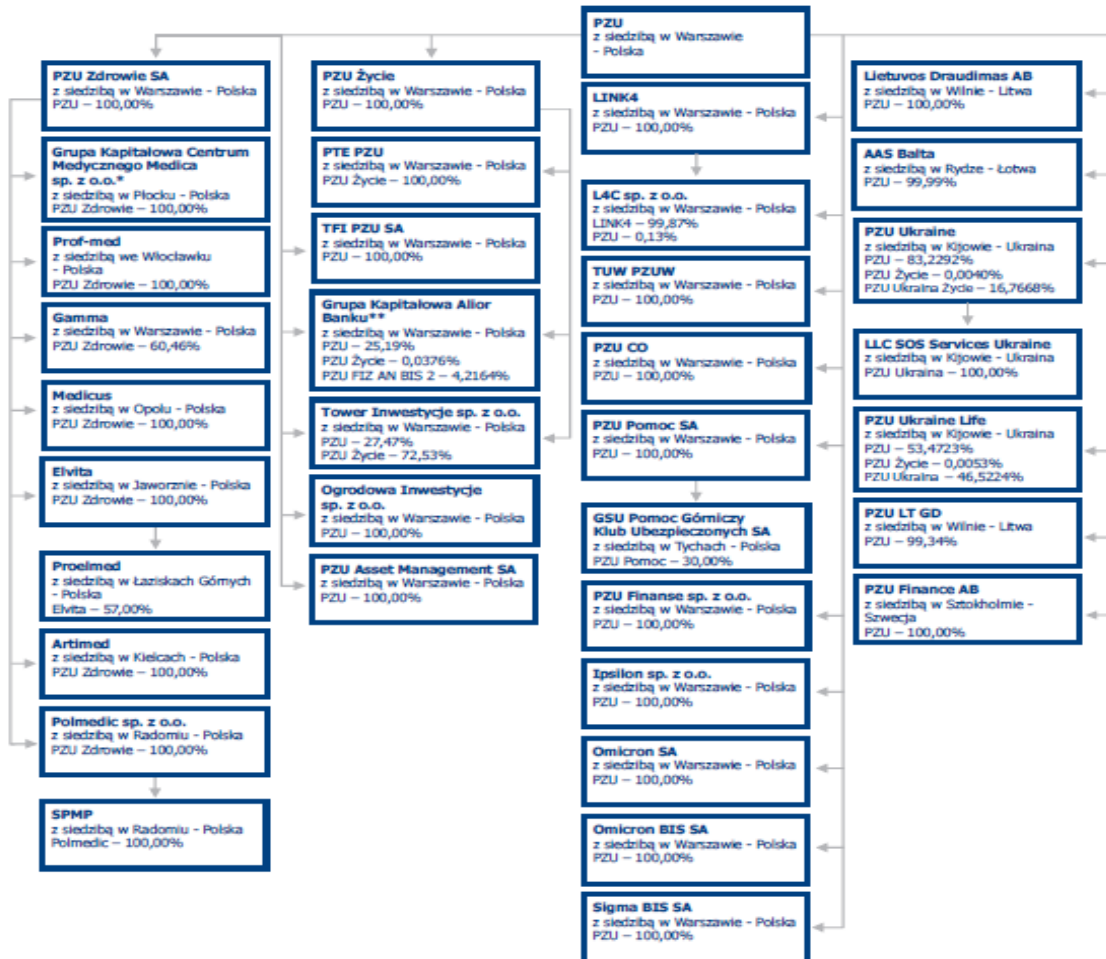 PZU
z siedzibą w Warszawie
- Polska
PZU Zdrowie SA
z siedzibą w Warszawie - Polska
PZU – 100,00%
Grupa Kapitałowa Centrum
Medycznego Medica
sp. z o.o.*
z siedzibą w Płocku - Polska
PZU Zdrowie – 100,00%
Prof-med
z siedzibą we Włocławku
- Polska
PZU Zdrowie – 100,00%
Gamma
z siedzibą w Warszawie - Polska
PZU Zdrowie – 60,46%
Medicus
z siedzibą w Opolu - Polska
PZU Zdrowie – 100,00%
Elvita
z siedzibą w Jaworznie - Polska
PZU Zdrowie – 100,00%
Proelmed
z siedzibą w Łaziskach Górnych
- Polska
Elvita – 57,00%
Artimed
z siedzibą w Kielcach - Polska
PZU Zdrowie – 100,00%
Polmedic sp. z o.o.
z siedzibą w Radomiu - Polska
PZU Zdrowie – 100,00%
SPMP
z siedzibą w Radomiu - Polska
Polmedic – 100,00%
PZU Życie
z siedzibą w Warszawie - Polska
PZU – 100,00%
PTE PZU
z siedzibą w Warszawie - Polska
PZU Życie – 100,00%
TFI PZU SA
z siedzibą w Warszawie - Polska
PZU – 100,00%
Grupa Kapitałowa Alior
Banku**
z siedzibą w Warszawie - Polska
PZU – 25,19%
PZU Życie – 0,0376%
PZU FIZ AN BIS 2 – 4,2164%
Tower Inwestycje sp. z o.o.
z siedzibą w Warszawie - Polska
PZU – 27,47%
PZU Życie – 72,53%
Ogrodowa Inwestycje
sp. z o.o.
z siedzibą w Warszawie - Polska
PZU – 100,00%
PZU Asset Management SA
z siedzibą w Warszawie - Polska
PZU – 100,00%
LINK4
z siedzibą w Warszawie - Polska
PZU – 100,00%
L4C sp. z o.o.
z siedzibą w Warszawie - Polska
LINK4 – 99,87%
PZU – 0,13%
TUW PZUW
z siedzibą w Warszawie - Polska
PZU – 100,00%
PZU CO
z siedzibą w Warszawie - Polska
PZU – 100,00%
PZU Pomoc SA
z siedzibą w Warszawie - Polska
PZU – 100,00%
GSU Pomoc Górniczy
Klub Ubezpieczonych SA
z siedzibą w Tychach - Polska
PZU Pomoc – 30,00%
PZU Finanse sp. z o.o.
z siedzibą w Warszawie - Polska
PZU – 100,00%
Ipsilon sp. z o.o.
z siedzibą w Warszawie - Polska
PZU – 100,00%
Omicron SA
z siedzibą w Warszawie - Polska
PZU – 100,00%
Omicron BIS SA
z siedzibą w Warszawie - Polska
PZU – 100,00%
Sigma BIS SA
z siedzibą w Warszawie - Polska
PZU – 100,00%
Lietuvos Draudimas AB
z siedzibą w Wilnie - Litwa
PZU – 100,00%
AAS Balta
z siedzibą w Rydze - Łotwa
PZU – 99,99%
PZU Ukraine
z siedzibą w Kijowie - Ukraina
PZU – 83,2292%
PZU Życie – 0,0040%
PZU Ukraina Życie – 16,7668%
LLC SOS Services Ukraine
z siedzibą w Kijowie - Ukraina
PZU Ukraina – 100,00%
PZU Ukraine Life
z siedzibą w Kijowie - Ukraina
PZU – 53,4723%
PZU Życie – 0,0053%
PZU Ukraina – 46,5224%
PZU LT GD
z siedzibą w Wilnie - Litwa
PZU – 99,34%
PZU Finance AB
z siedzibą w Sztokholmie -
Szwecja
PZU – 100,00%